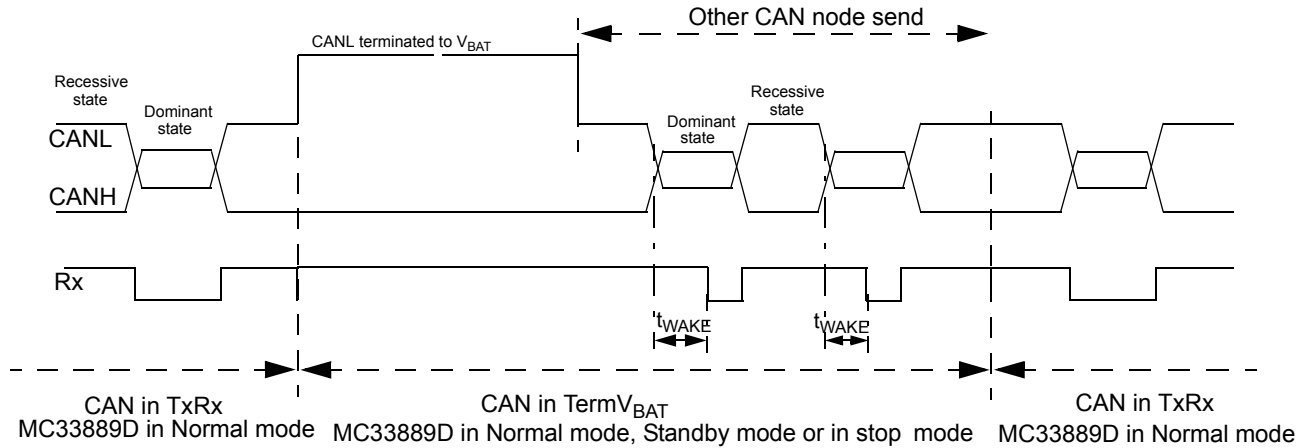 Other CAN node send
CANL terminated to VBAT
Recessive
state
Dominant
state
Recessive
state
Dominant
state
CANL
CANH
Rx
tWAKE
tWAKE
CAN in TxRx
MC33889D in Normal mode
CAN in TermVBAT
MC33889D in Normal mode, Standby mode or in stop mode
CAN in TxRx
MC33889D in Normal mode